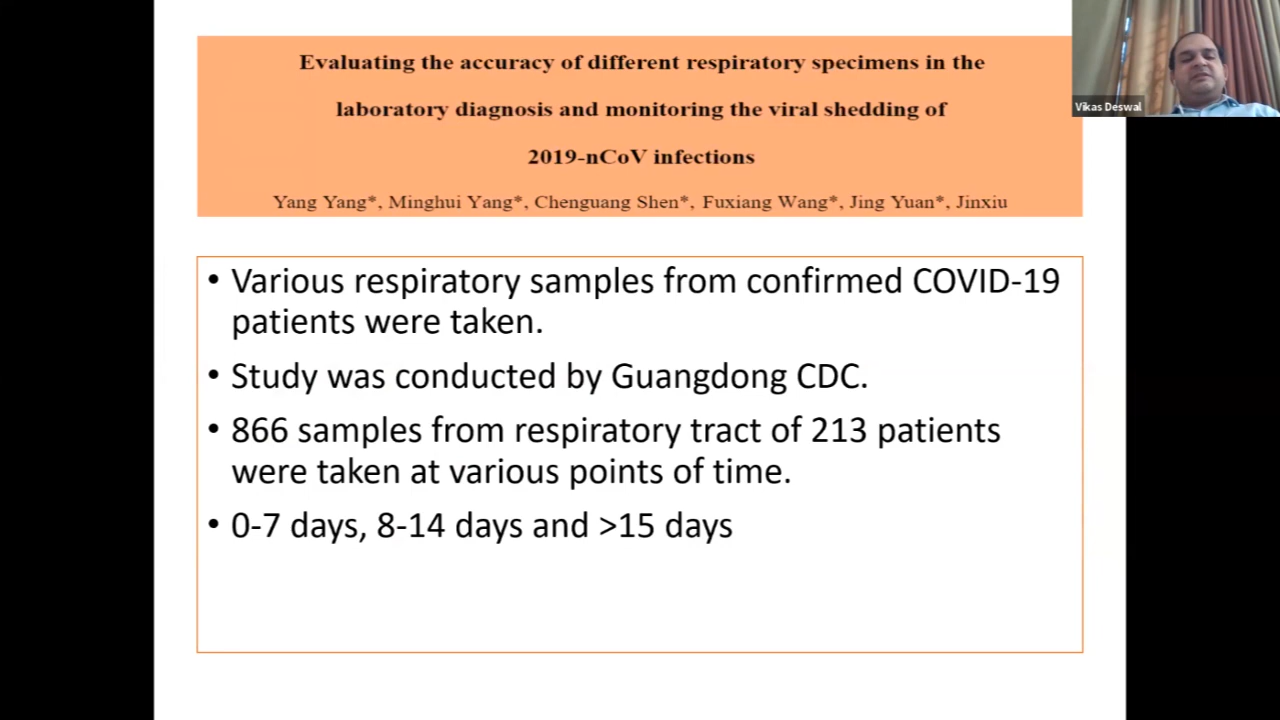 Evaluating the accuracy of different respiratory specimens in the
laboratory diagnosis and monitoring the viral shedding of
2019-nCoV infections
Yang Yang*, Minghui Yang*, Chenguang Shen*, Fuxiang Wang*, Jing Yuan*, Jinxiu
Vikas Deswal
• Various respiratory samples from confirmed COVID-19
patients were taken.
• Study was conducted by Guangdong CDC.
• 866 samples from respiratory tract of 213 patients
were taken at various points of time.
• 0-7 days, 8-14 days and >15 days